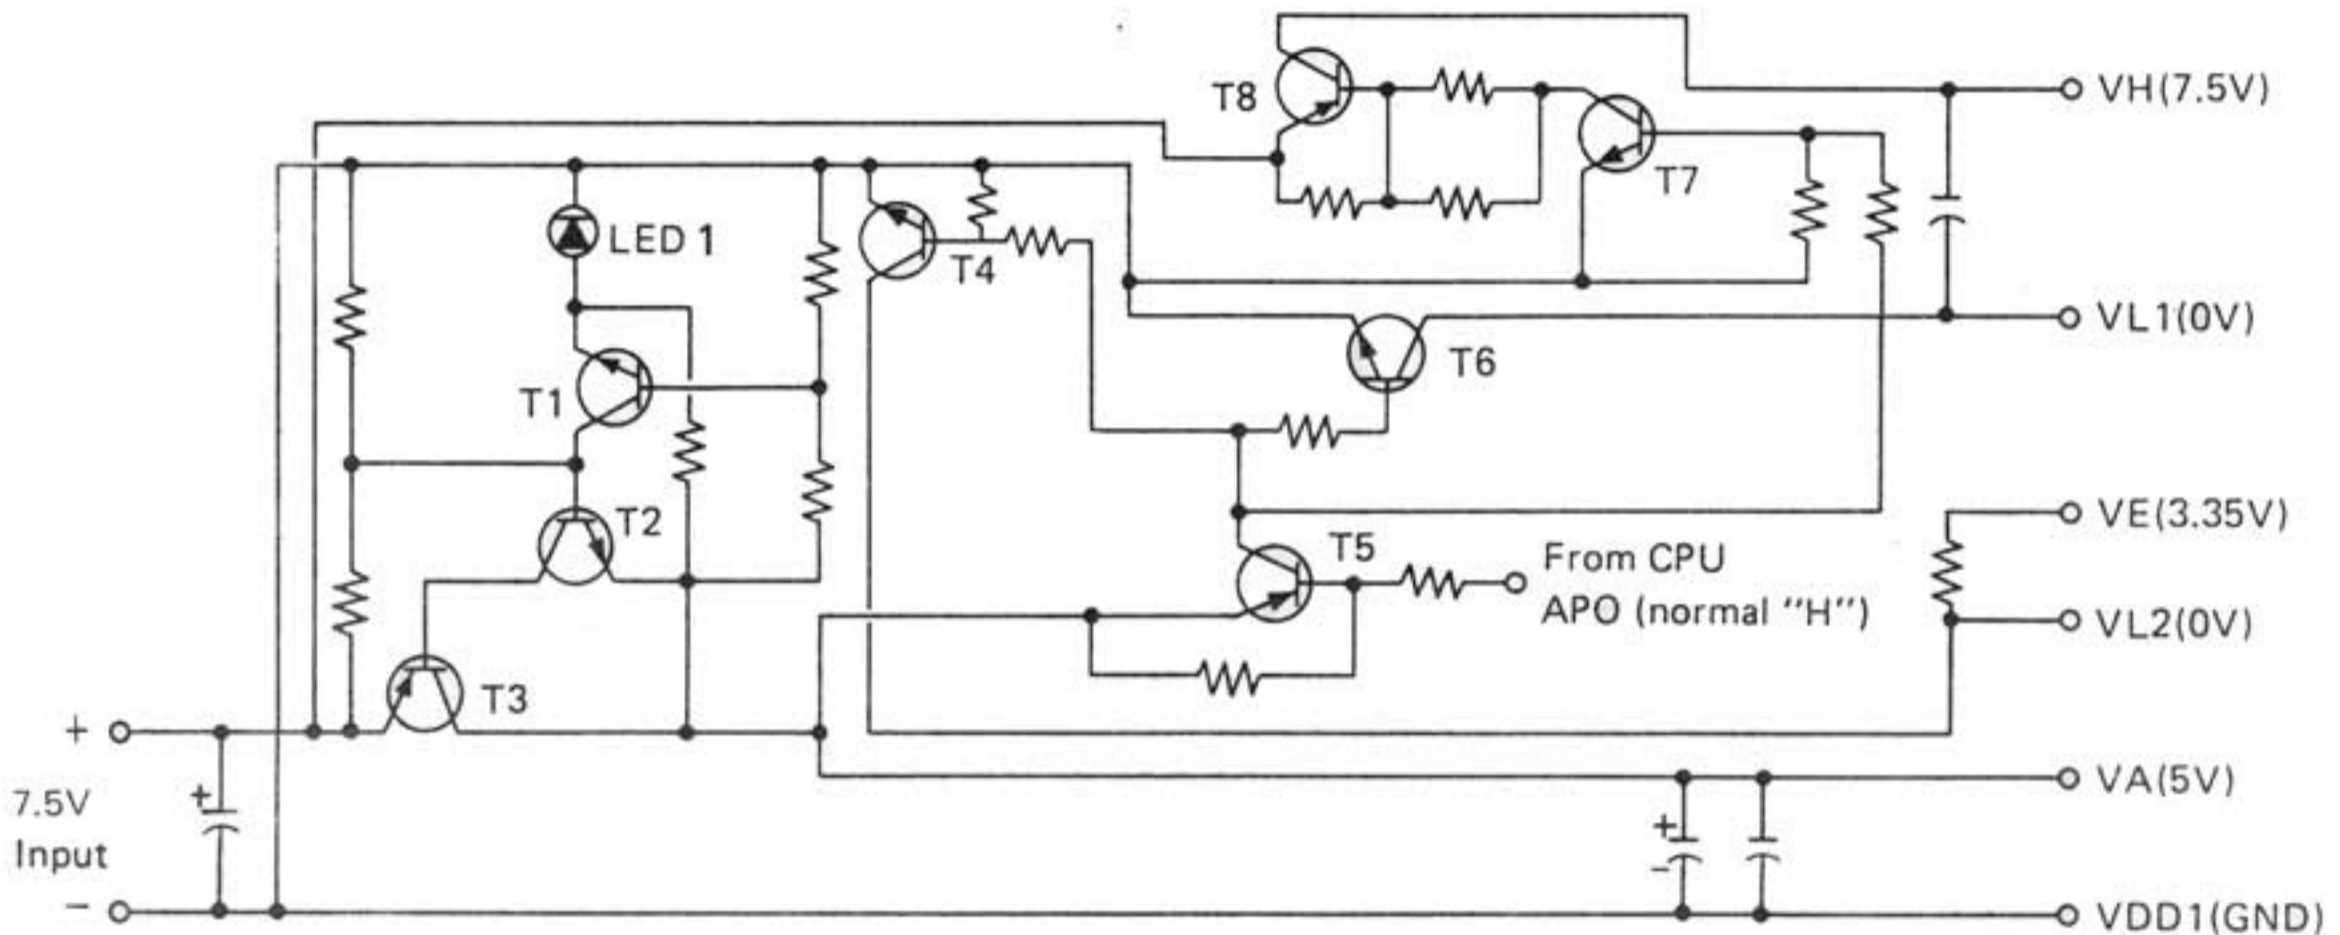 T8
VH(7.5V)
T7
LED 1
T4
VL1(0V)
T6
T1
T2
T5
From CPU
APO (normal "H")
VE(3.35V)
VL2(0V)
T3
+
7.5V
Input
+
-
VA(5V)
+
-
VDD1(GND)